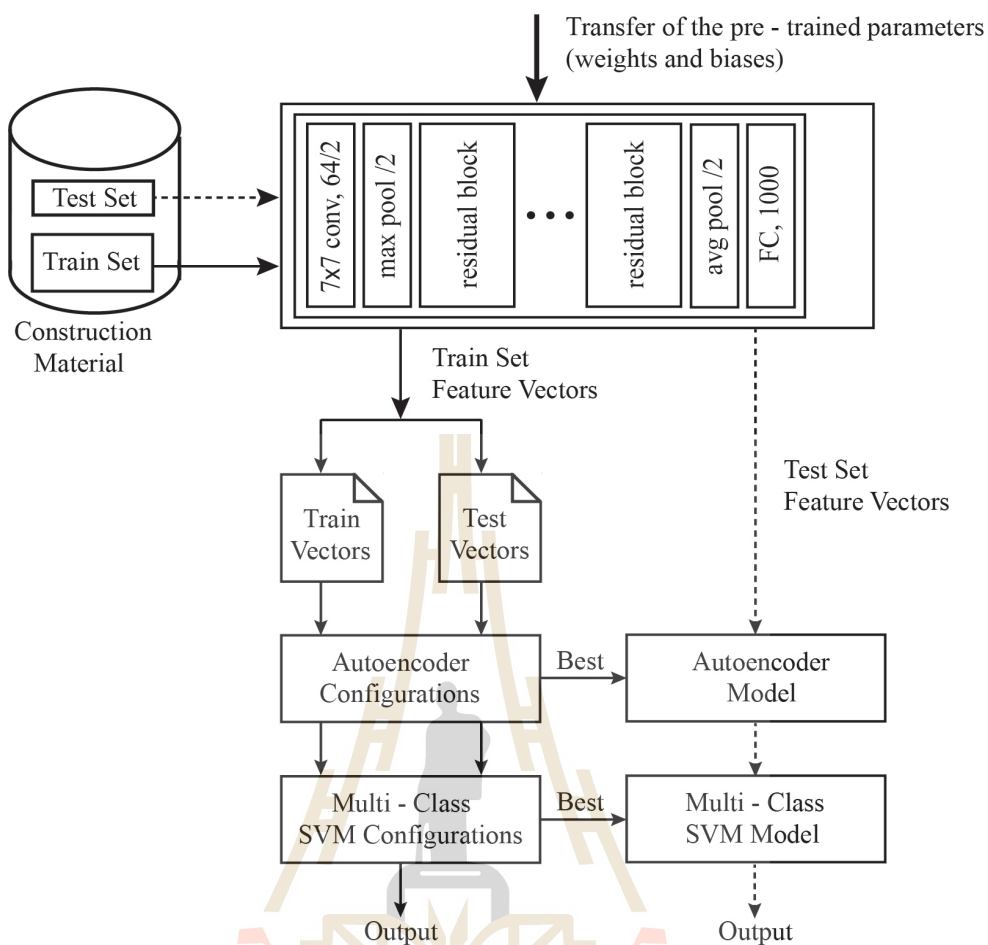 Transfer of the pre - trained parameters
(weights and biases)
Test Set
Train Set
Construction
Material
7x7 conv, 64/2
max pool /2
residual block
• • •
residual block
avg pool /2
FC, 1000
Train Set
Feature Vectors
Test Set
Feature Vectors
Train
Vectors
Test
Vectors
Autoencoder
Configurations
Best
Autoencoder
Model
Multi - Class
SVM Configurations
Best
Multi - Class
SVM Model
Output
Output